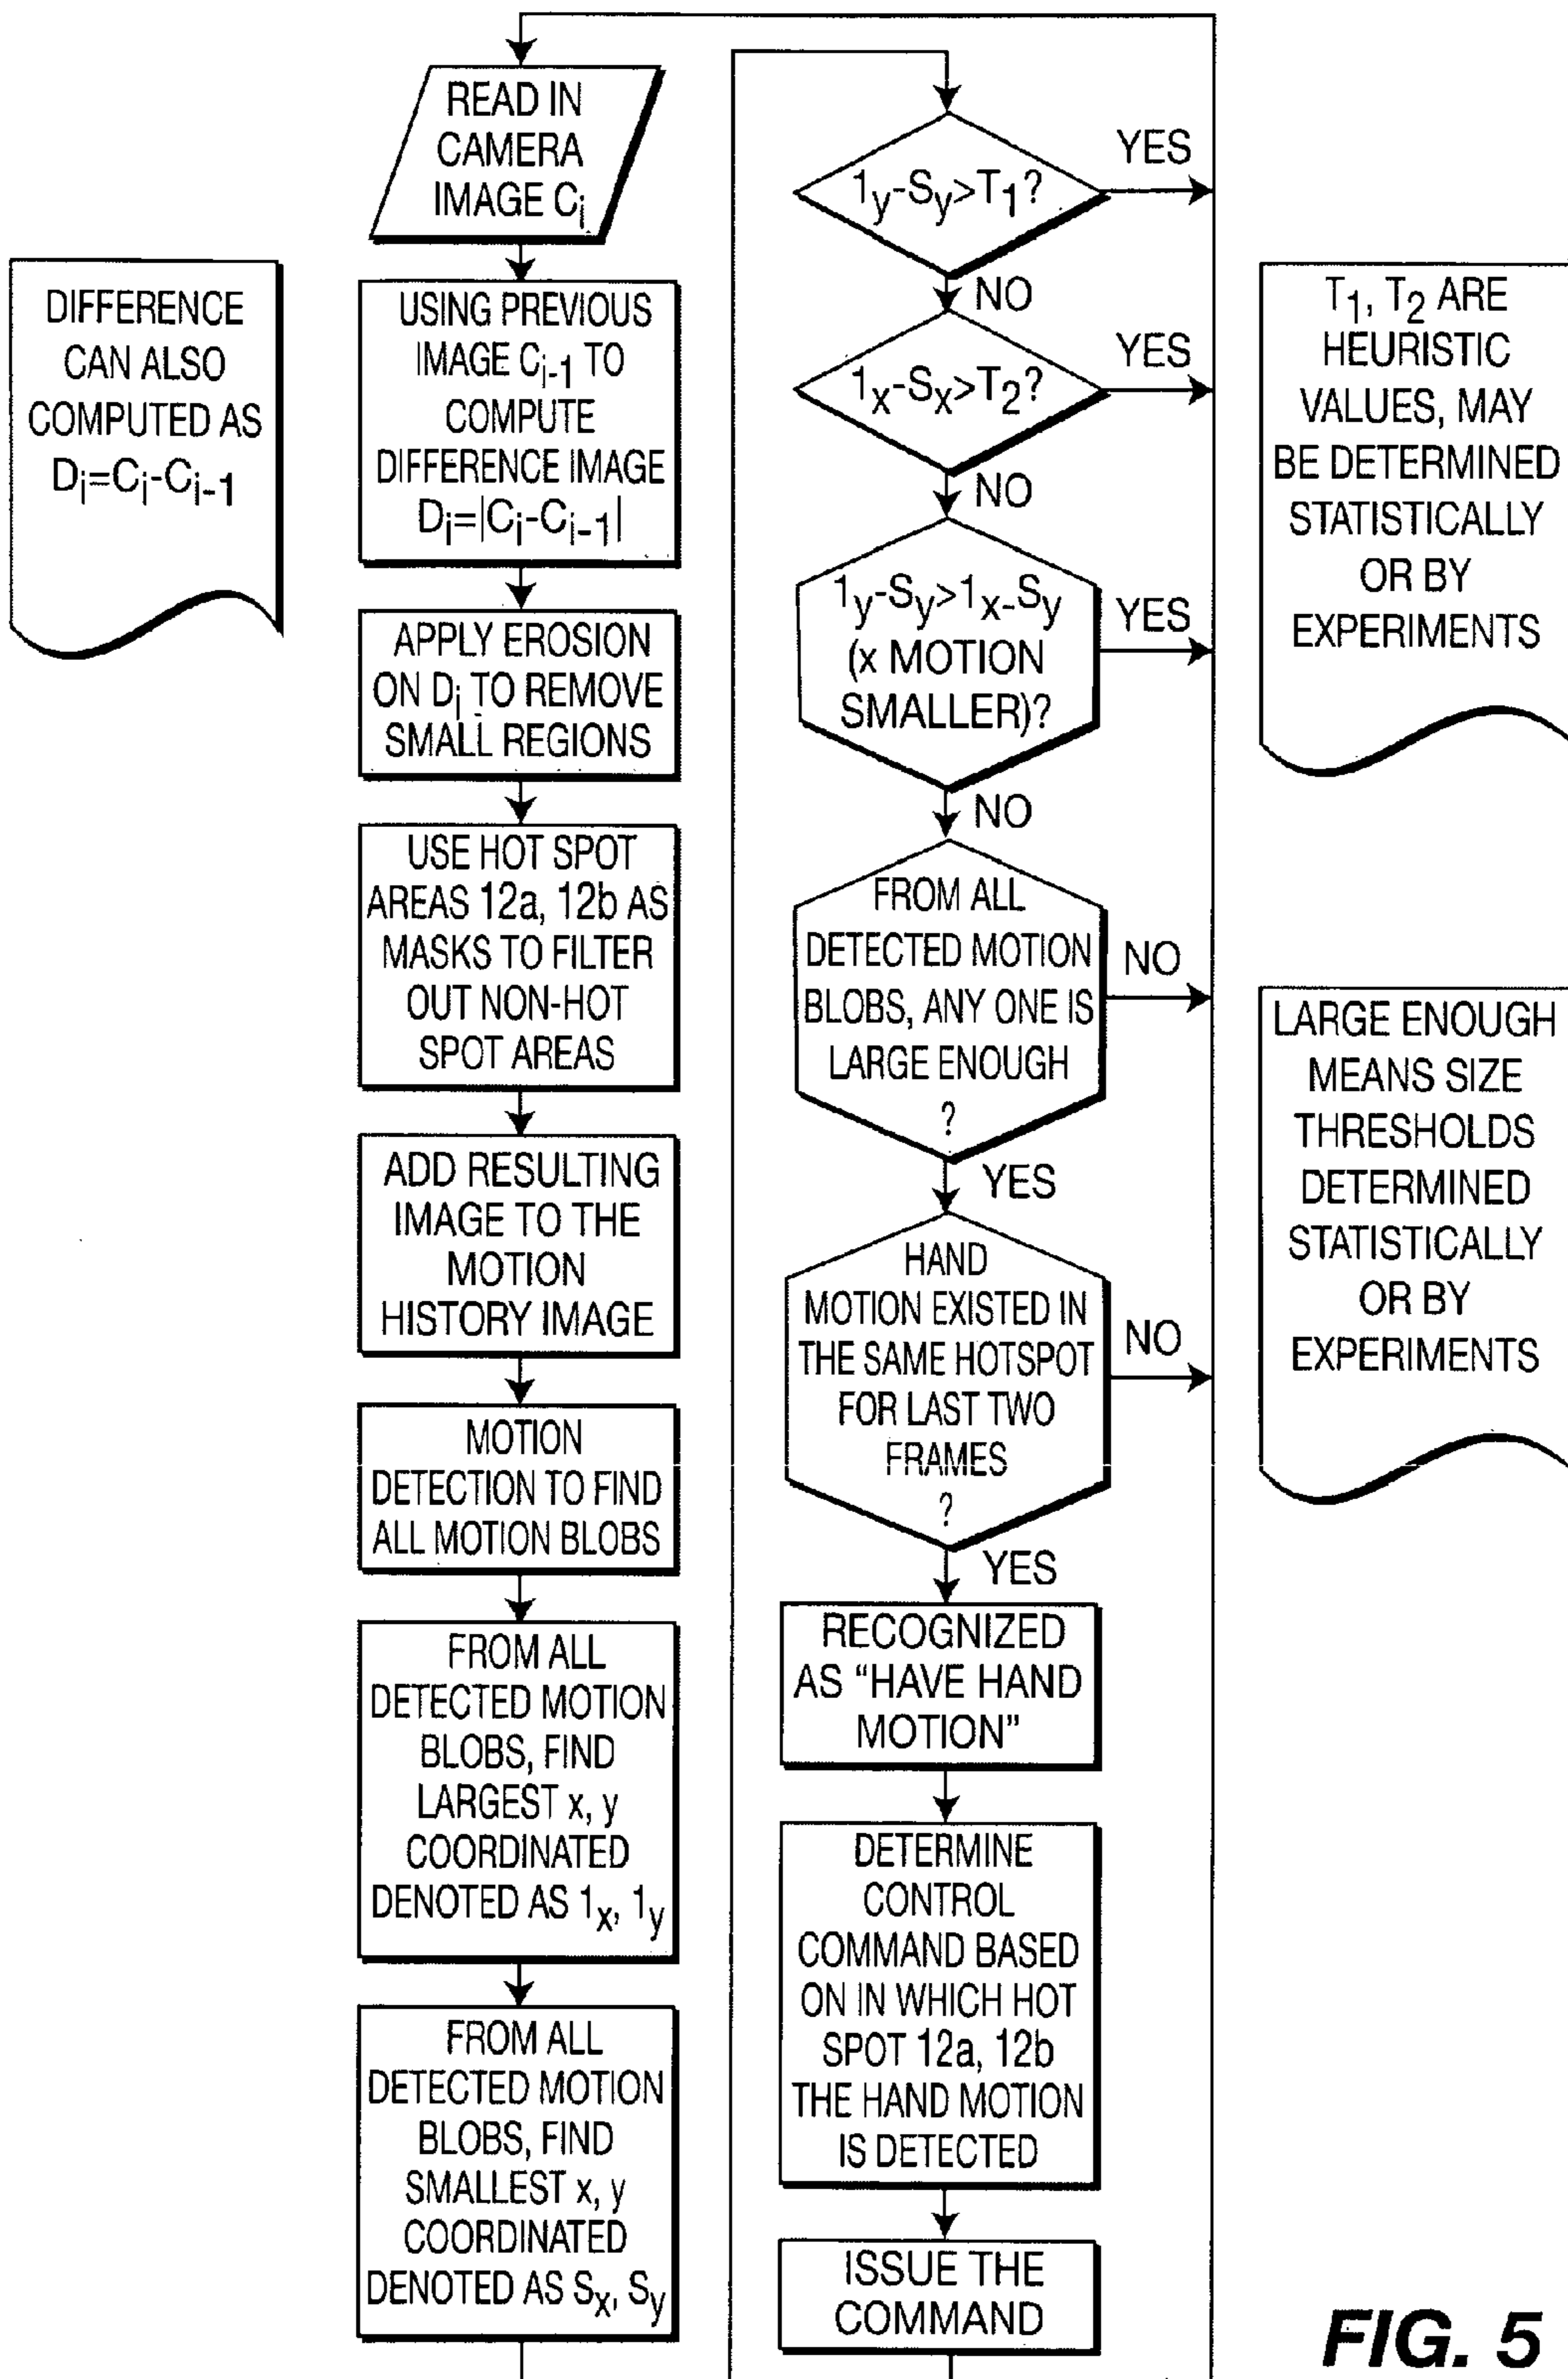 READ IN
CAMERA
IMAGE Cᵢ
DIFFERENCE
CAN ALSO
COMPUTED AS
Dᵢ=Cᵢ-Cᵢ₋₁
USING PREVIOUS
IMAGE Cᵢ₋₁ TO
COMPUTE
DIFFERENCE IMAGE
Dᵢ=|Cᵢ-Cᵢ₋₁|
APPLY EROSION
ON Dᵢ TO REMOVE
SMALL REGIONS
USE HOT SPOT
AREAS 12a, 12b AS
MASKS TO FILTER
OUT NON-HOT
SPOT AREAS
ADD RESULTING
IMAGE TO THE
MOTION
HISTORY IMAGE
MOTION
DETECTION TO FIND
ALL MOTION BLOBS
FROM ALL
DETECTED MOTION
BLOBS, FIND
LARGEST x, y
COORDINATED
DENOTED AS 1x, 1y
FROM ALL
DETECTED MOTION
BLOBS, FIND
SMALLEST x, y
COORDINATED
DENOTED AS Sx, Sy
1y-Sy>T₁?
YES
NO
1x-Sx>T₂?
YES
NO
1y-Sy>1x-Sy
(x MOTION
SMALLER)?
YES
NO
FROM ALL
DETECTED MOTION
BLOBS, ANY ONE IS
LARGE ENOUGH
?
NO
YES
HAND
MOTION EXISTED IN
THE SAME HOTSPOT
FOR LAST TWO
FRAMES
?
NO
YES
RECOGNIZED
AS “HAVE HAND
MOTION”
DETERMINE
CONTROL
COMMAND BASED
ON IN WHICH HOT
SPOT 12a, 12b
THE HAND MOTION
IS DETECTED
ISSUE THE
COMMAND
T₁, T₂ ARE
HEURISTIC
VALUES, MAY
BE DETERMINED
STATISTICALLY
OR BY
EXPERIMENTS
LARGE ENOUGH
MEANS SIZE
THRESHOLDS
DETERMINED
STATISTICALLY
OR BY
EXPERIMENTS
FIG. 5